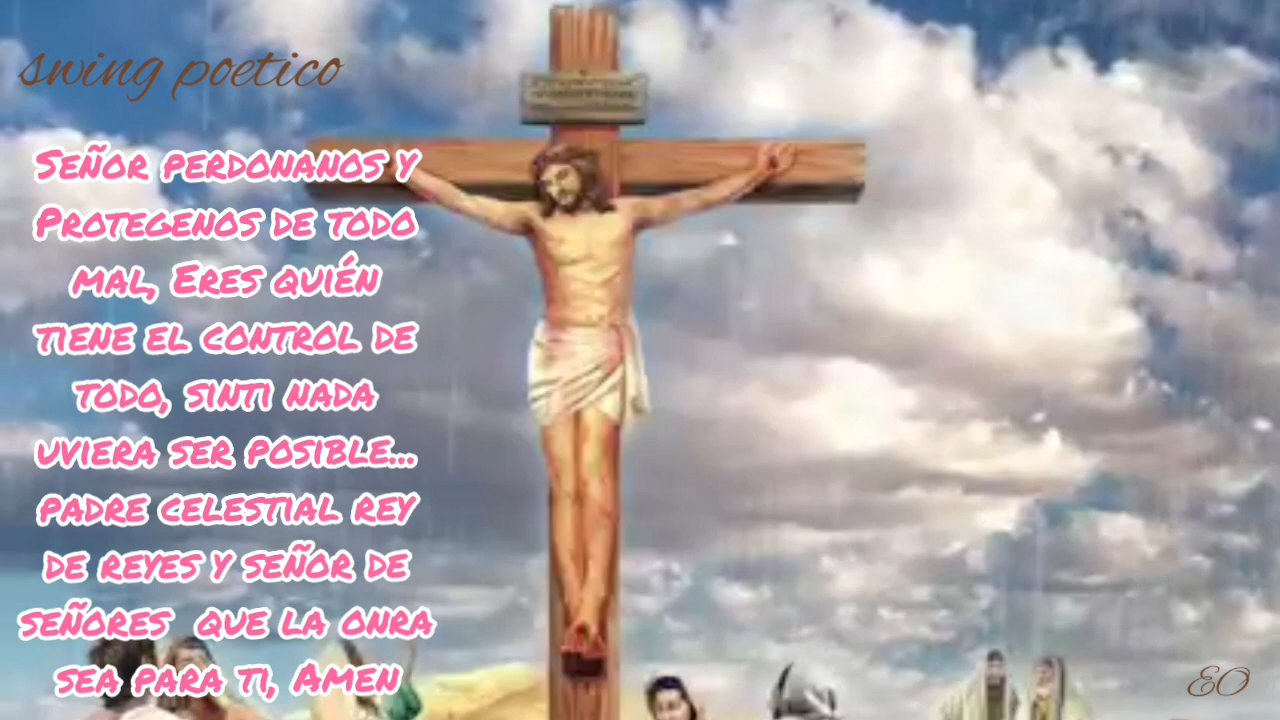 swing poetico
Señor perdonanos y
Protegenos de todo
mal, Eres quién
tiene el control de
todo, sinti nada
uviera ser posible...
padre celestial rey
de reyes y señor de
señores que la onra
sea para ti, Amen
EO